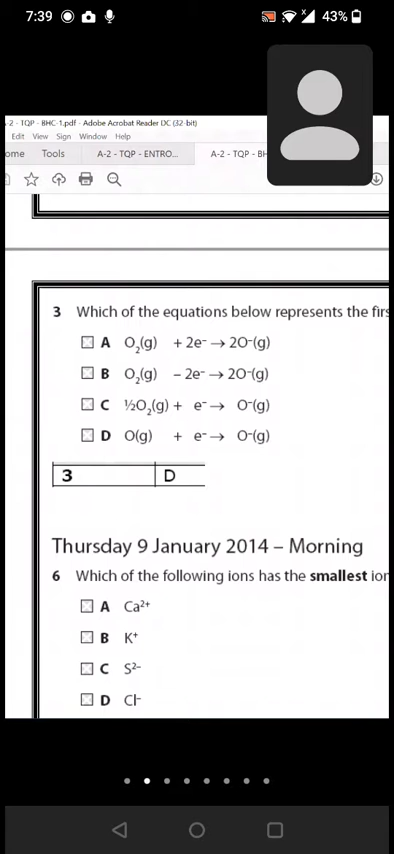 7:39 43%
-2 - TQP - BHC-1.pdf - Adobe Acrobat Reader DC (32-bit)
Edit View Sign Window Help
ome Tools A-2 - TQP - ENTRO... A-2 - TQP - BH
3 Which of the equations below represents the firs
A O₂(g) + 2e⁻ → 2O⁻(g)
B O₂(g) – 2e⁻ → 2O⁻(g)
C ½O₂(g) + e⁻ → O⁻(g)
D O(g) + e⁻ → O⁻(g)
3 D
Thursday 9 January 2014 – Morning
6 Which of the following ions has the smallest ion
A Ca²⁺
B K⁺
C S²⁻
D Cl⁻